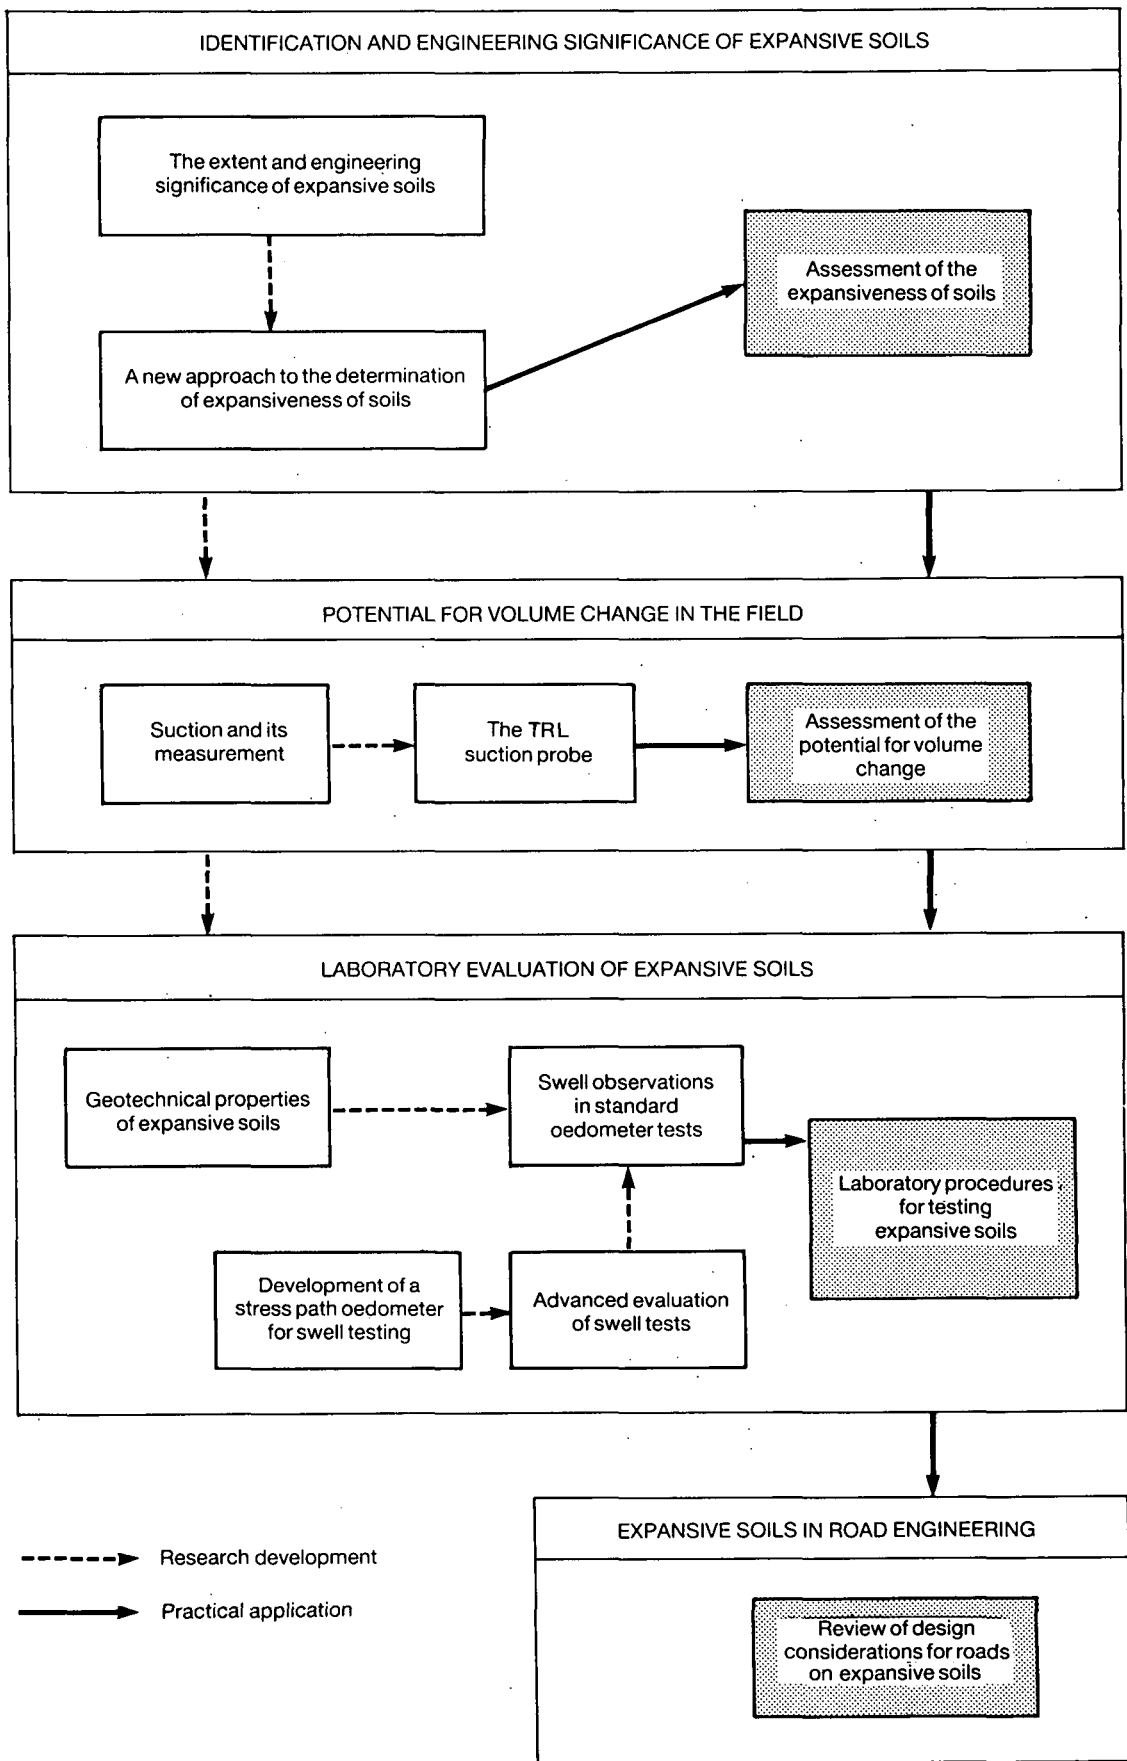 IDENTIFICATION AND ENGINEERING SIGNIFICANCE OF EXPANSIVE SOILS
The extent and engineering
significance of expansive soils
Assessment of the
expansiveness of soils
A new approach to the determination
of expansiveness of soils
POTENTIAL FOR VOLUME CHANGE IN THE FIELD
Suction and its
measurement
The TRL
suction probe
Assessment of the
potential for volume
change
LABORATORY EVALUATION OF EXPANSIVE SOILS
Geotechnical properties
of expansive soils
Swell observations
in standard
oedometer tests
Laboratory procedures
for testing
expansive soils
Development of a
stress path oedometer
for swell testing
Advanced evaluation
of swell tests
EXPANSIVE SOILS IN ROAD ENGINEERING
Research development
Practical application
Review of design
considerations for roads
on expansive soils